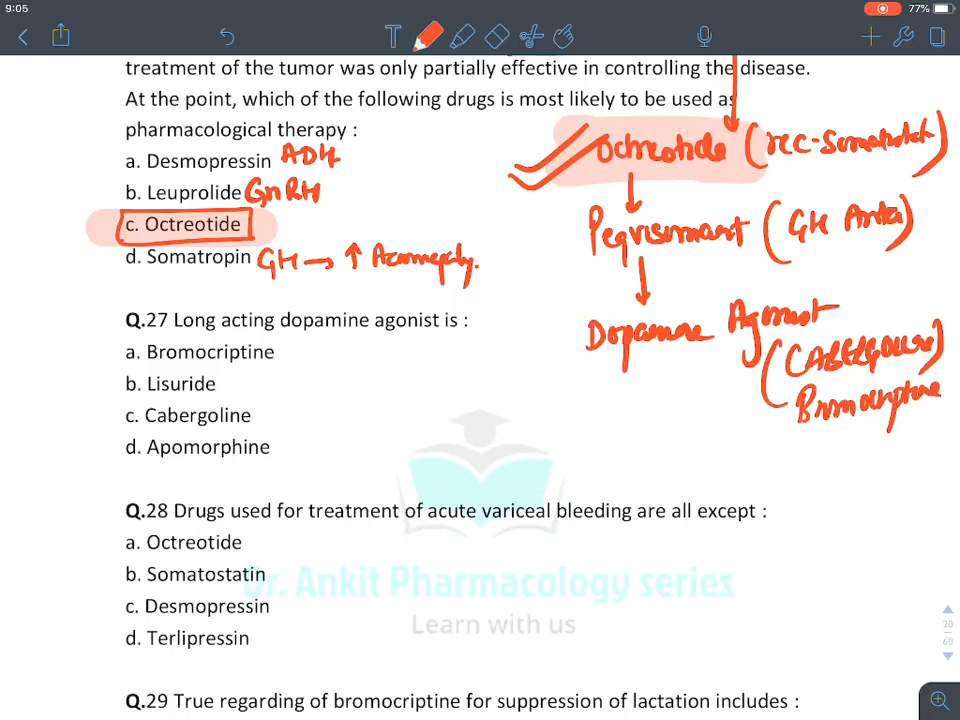 9:05
77%
treatment of the tumor was only partially effective in controlling the disease.
At the point, which of the following drugs is most likely to be used as
pharmacological therapy :
a. Desmopressin ADH
b. Leuprolide GnRH
c. Octreotide
d. Somatropin GH → ↑ Acromegaly.
Octreotide
↓
Pegvisomant (GH Anta)
↓
Dopamine Agonist
(CABERGOLINE)
Bromocriptine
Q.27 Long acting dopamine agonist is :
a. Bromocriptine
b. Lisuride
c. Cabergoline
d. Apomorphine
Q.28 Drugs used for treatment of acute variceal bleeding are all except :
a. Octreotide
b. Somatostatin
c. Desmopressin
d. Terlipressin
Dr. Ankit Pharmacology series
Learn with us
Q.29 True regarding of bromocriptine for suppression of lactation includes :
20
60